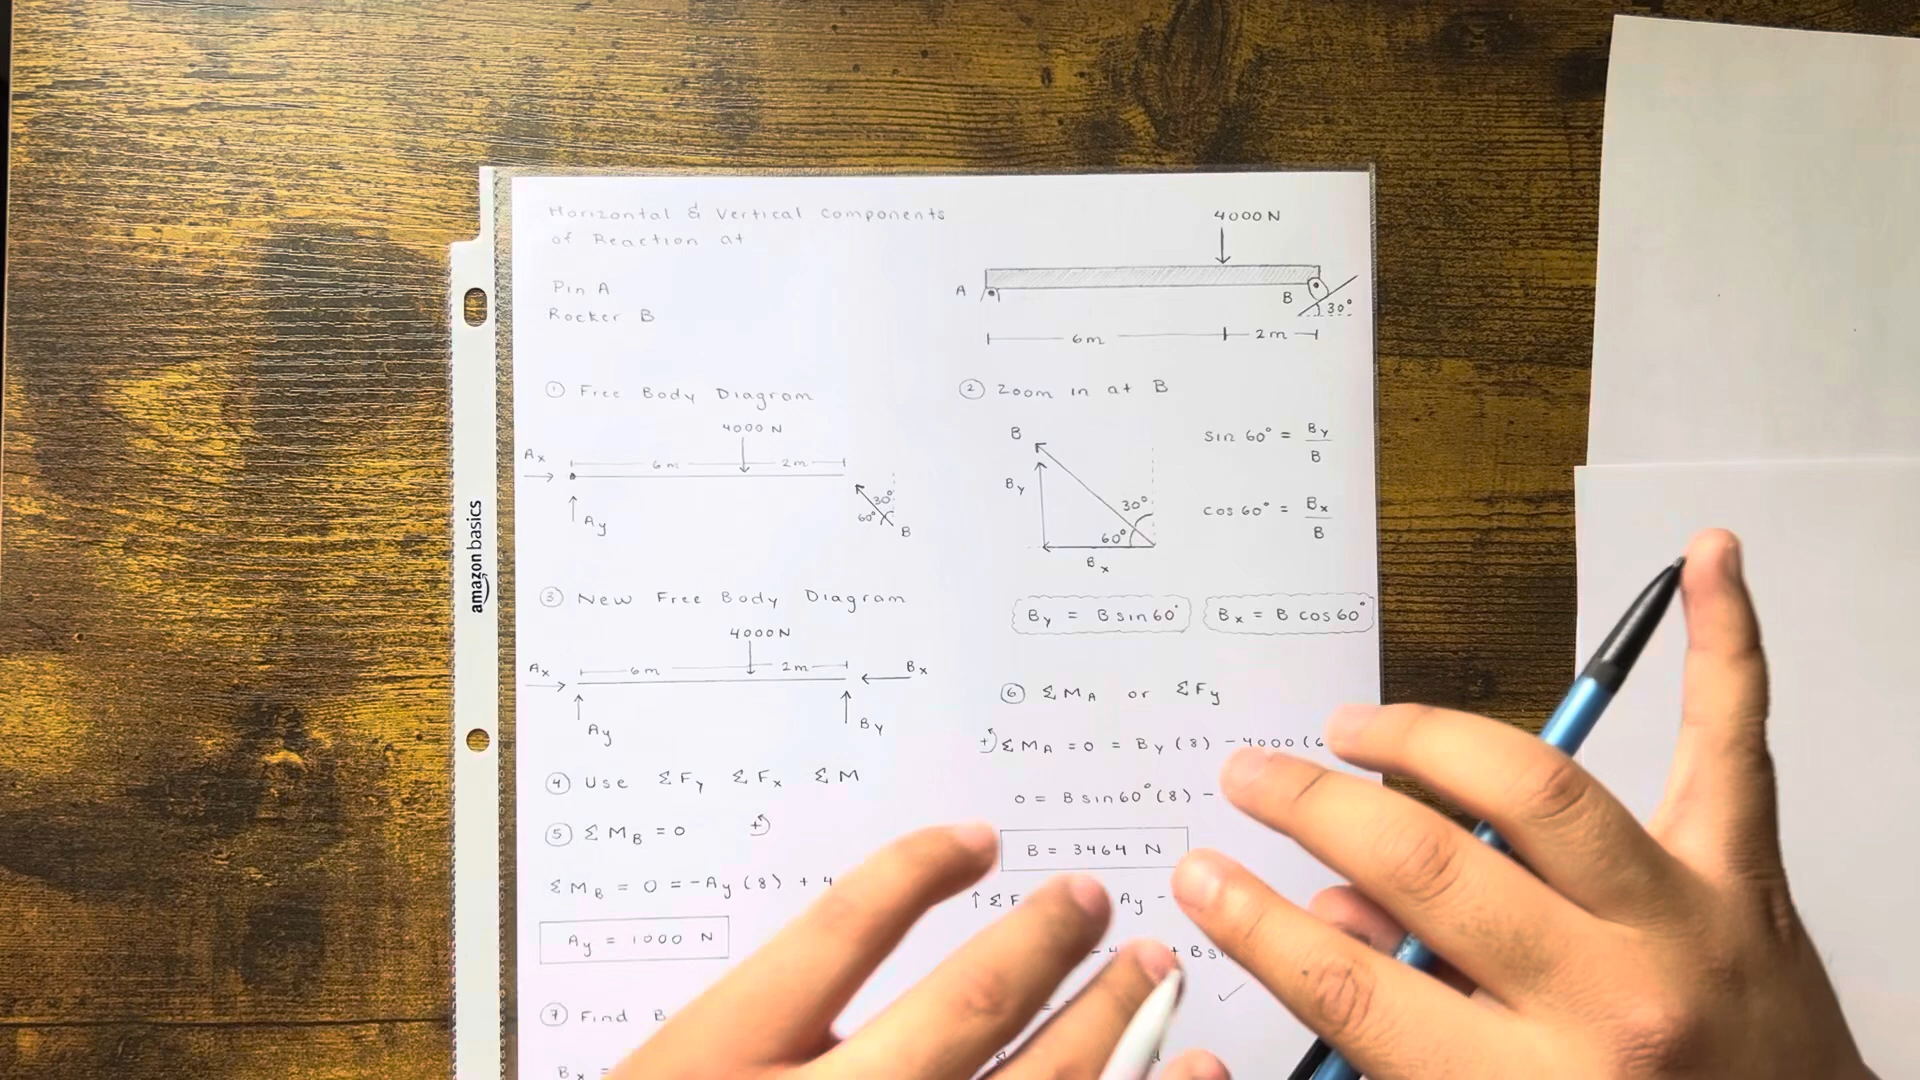 Horizontal & Vertical Components
of Reaction at
Pin A
Rocker B
4000 N
A
B
30°
6m
2m
① Free Body Diagram
4000 N
Ax
6m
2m
Ay
30°
60°
B
② Zoom in at B
B
By
30°
60°
Bx
sin 60° = By/B
cos 60° = Bx/B
By = B sin 60°
Bx = B cos 60°
③ New Free Body Diagram
4000N
Ax
6m
2m
Bx
Ay
By
④ Use ΣFy ΣFx ΣM
⑤ ΣMB = 0 +
ΣMB = 0 = -Ay (8) + 4
Ay = 1000 N
⑥ ΣMA or ΣFy
+ ΣMA = 0 = By (8) - 4000 (6
0 = B sin 60° (8) -
B = 3464 N
↑ΣF Ay -
+ B si
✓
⑦ Find B
Bx =
amazon basics